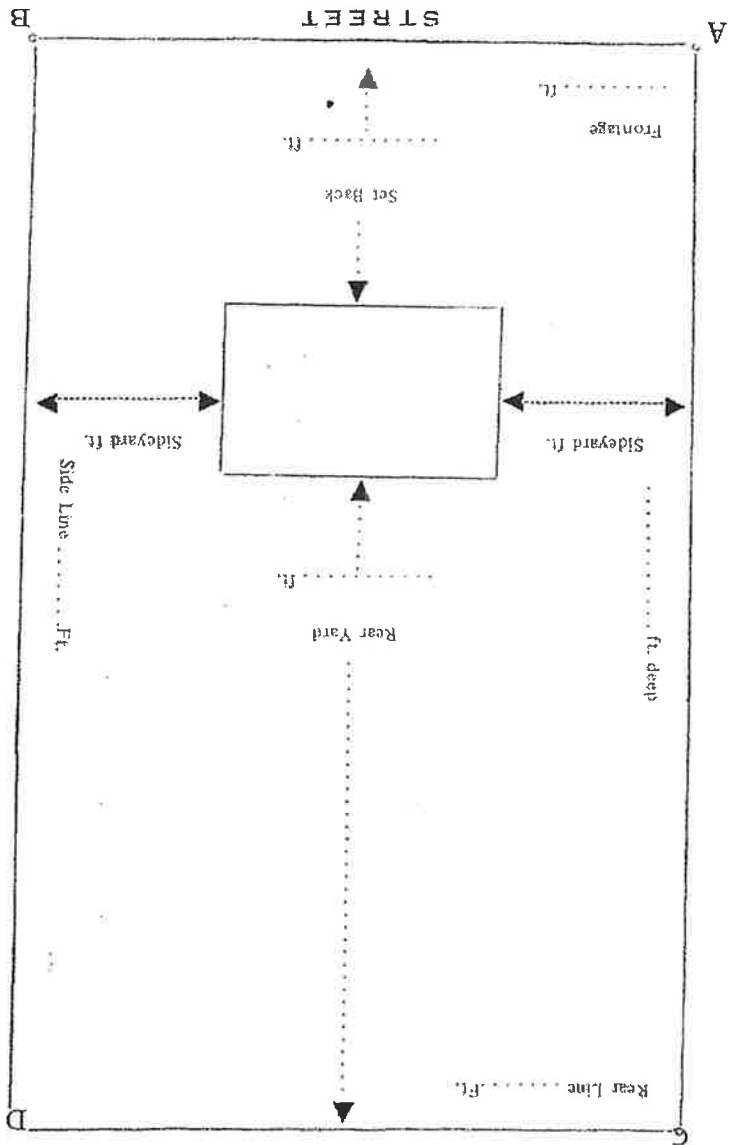 C
D
Rear Line ........ Ft.
Rear Yard
.............. ft.
........ ft. deep
Side Line ........ Ft.
Sideyard ft.
Sideyard ft.
Set Back
.............. ft.
Frontage
.............. ft.
A
STREET
B